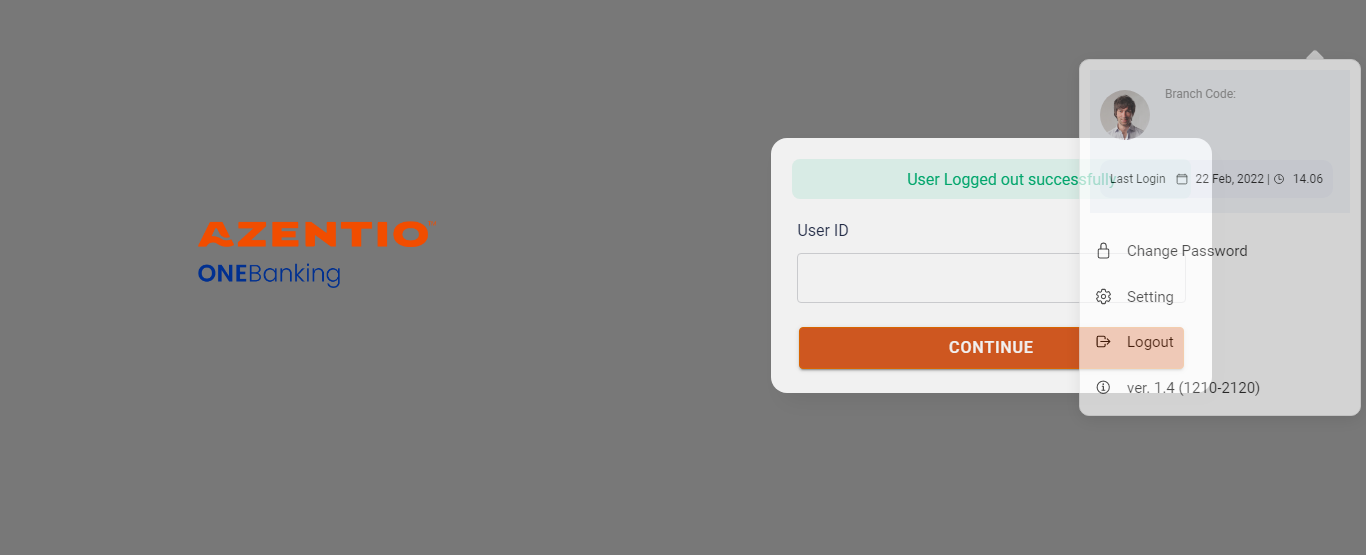 AZENTIO
ONEBanking
User Logged out successfully
User ID
CONTINUE
Branch Code:
Last Login 22 Feb, 2022 | 14.06
Change Password
Setting
Logout
ver. 1.4 (1210-2120)